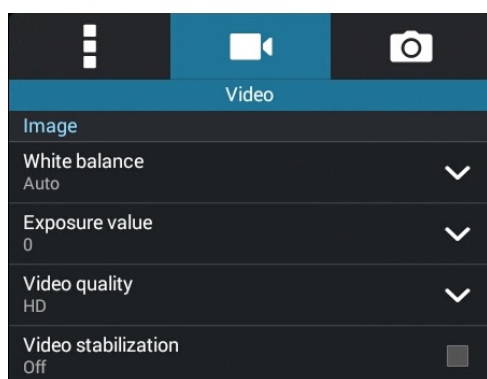 Video
Image
White balance
Auto
Exposure value
0
Video quality
HD
Video stabilization
Off